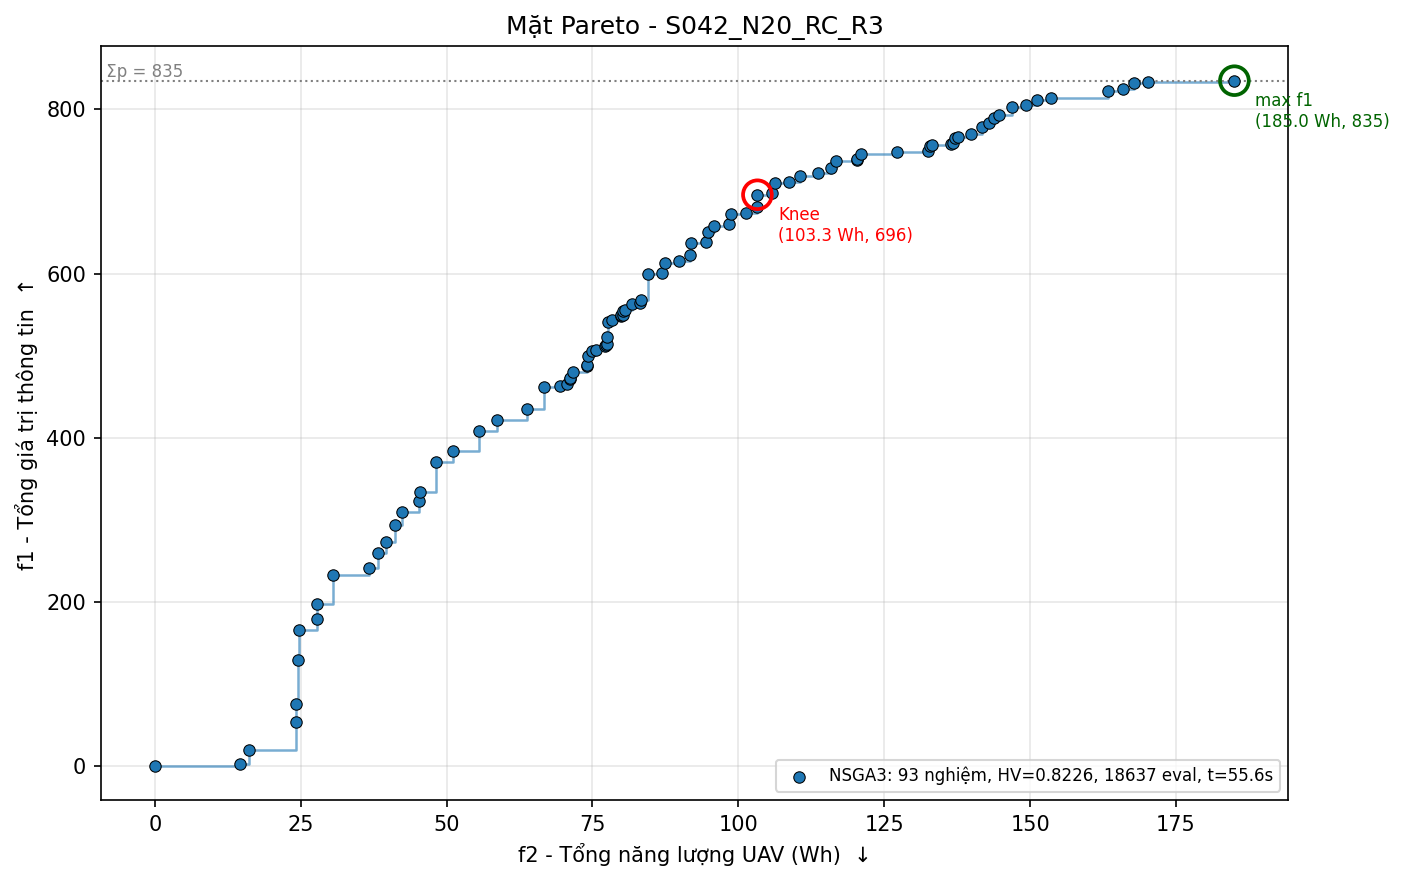 Mặt Pareto - S042_N20_RC_R3
Σp = 835
max f1
(185.0 Wh, 835)
Knee
(103.3 Wh, 696)
f1 - Tổng giá trị thông tin ↑
800
600
400
200
0
NSGA3: 93 nghiệm, HV=0.8226, 18637 eval, t=55.6s
0 25 50 75 100 125 150 175
f2 - Tổng năng lượng UAV (Wh) ↓